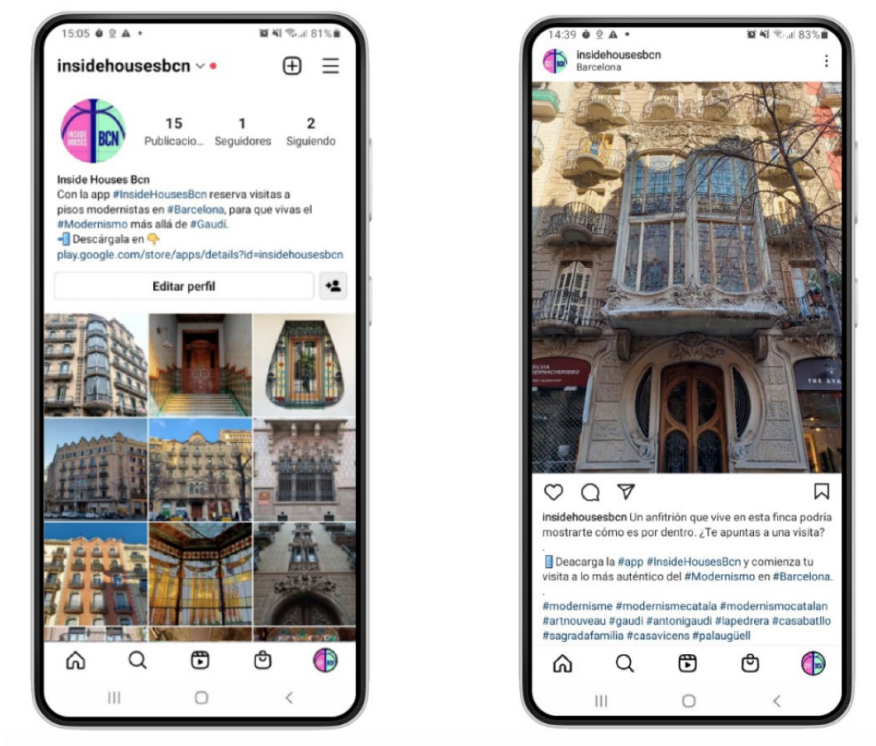 15:05
81%
insidehousesbcn
INSIDE
HOUSES
BCN
15
1
2
Publicacio...
Seguidores
Siguiendo
Inside Houses Bcn
Con la app #InsideHousesBcn reserva visitas a
pisos modernistas en #Barcelona, para que vivas el
#Modernismo más allá de #Gaudí.
Descárgala en
play.google.com/store/apps/details?id=insidehousesbcn
Editar perfil
14:39
83%
insidehousesbcn
Barcelona
insidehousesbcn Un anfitrión que vive en esta finca podría
mostrarte cómo es por dentro. ¿Te apuntas a una visita?
.
Deacarga la #app #InsideHousesBcn y comienza tu
visita a lo más auténtico del #Modernismo en #Barcelona.
.
#modernisme #modernismecatala #modernismocatalan
#artnouveau #gaudi #antonigaudi #lapedrera #casabatllo
#sagradafamilia #casavicens #palaugüell